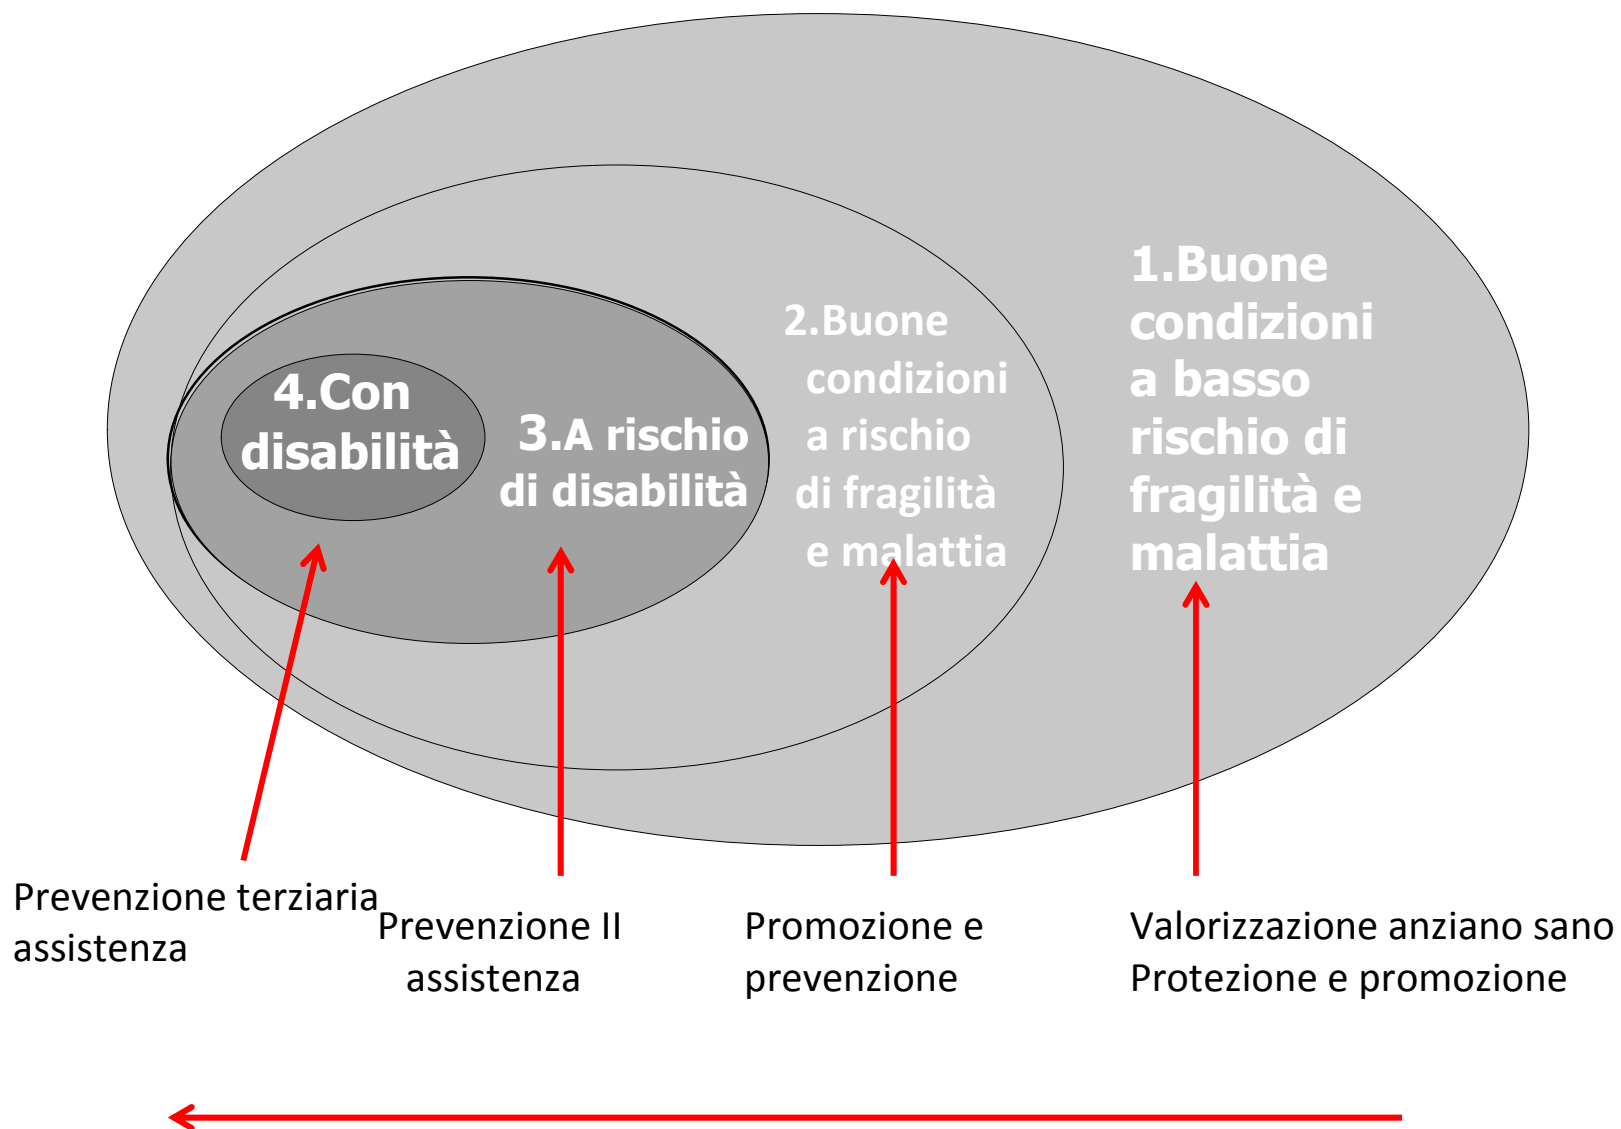 1.Buone
condizioni
a basso
rischio di
fragilità e
malattia
2.Buone
condizioni
a rischio
di fragilità
e malattia
3.A rischio
di disabilità
4.Con
disabilità
Prevenzione terziaria
assistenza
Prevenzione II
assistenza
Promozione e
prevenzione
Valorizzazione anziano sano
Protezione e promozione